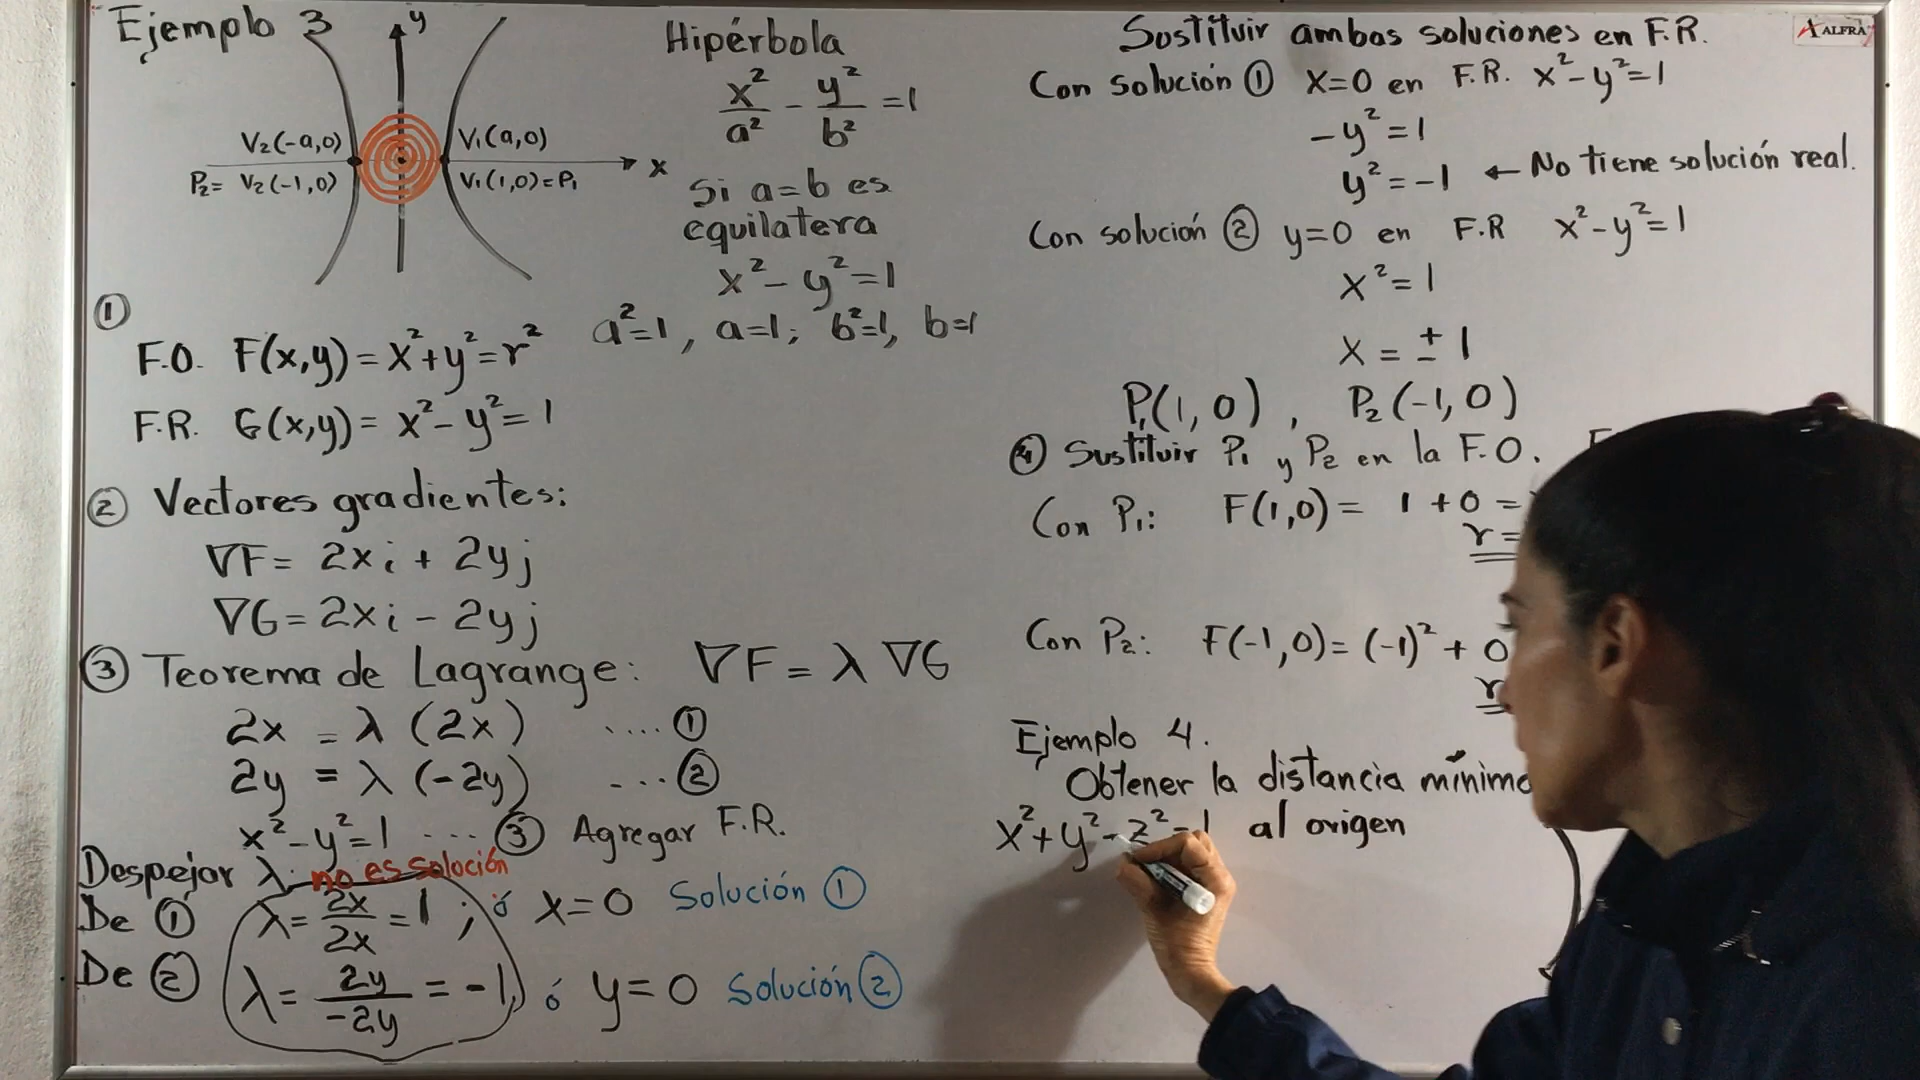 Ejemplo 3
y
V₂(-a,0) V₁(a,0)
x
P₂= V₂(-1,0) V₁(1,0)=P₁
Hipérbola
x²/a² - y²/b² =1
Si a=b es
equilatera
x² - y² =1
a²=1, a=1; b²=1, b=1
①
F.O. F(x,y)= x²+y²=r²
F.R. G(x,y)= x²-y²=1
② Vectores gradientes:
∇F= 2xi + 2yj
∇G= 2xi - 2yj
③ Teorema de Lagrange: ∇F = λ ∇G
2x = λ (2x) .... ①
2y = λ (-2y) ... ②
x²-y²=1 ... ③ Agregar F.R.
Despejar λ: no es solución
De ① λ= 2x/2x =1 ; ó x=0 Solución ①
De ② λ= 2y/-2y = -1, ó y=0 Solución ②
Sustituir ambas soluciones en F.R.
Con solución ① x=0 en F.R. x²-y²=1
-y²=1
y²=-1 ← No tiene solución real.
Con solución ② y=0 en F.R x²-y²=1
x²=1
x = ± 1
P₁(1,0), P₂(-1,0)
④ Sustituir P₁ y P₂ en la F.O.
Con P₁: F(1,0)= 1+0 =
r=
Con P₂: F(-1,0)= (-1)² + 0
r
Ejemplo 4.
Obtener la distancia mínima
x²+y²-z²=1 al origen
ALFRA